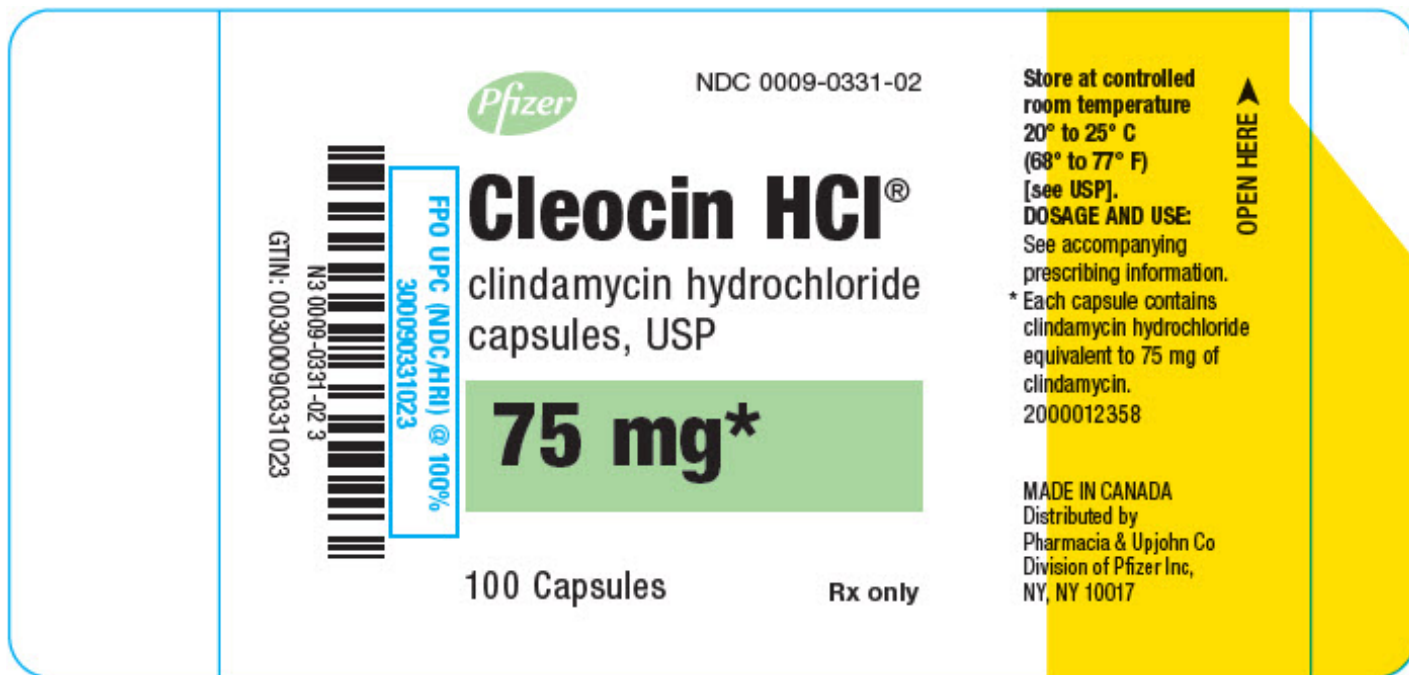 Pfizer
NDC 0009-0331-02
Cleocin HCl®
clindamycin hydrochloride
capsules, USP
75 mg*
100 Capsules
Rx only
FPO UPC (NDC/HRI) @ 100%
300090331023
N3 0009-0331-02 3
GTIN: 00300090331023
Store at controlled
room temperature
20° to 25° C
(68° to 77° F)
[see USP].
DOSAGE AND USE:
See accompanying
prescribing information.
* Each capsule contains
clindamycin hydrochloride
equivalent to 75 mg of
clindamycin.
2000012358
MADE IN CANADA
Distributed by
Pharmacia & Upjohn Co
Division of Pfizer Inc,
NY, NY 10017
OPEN HERE